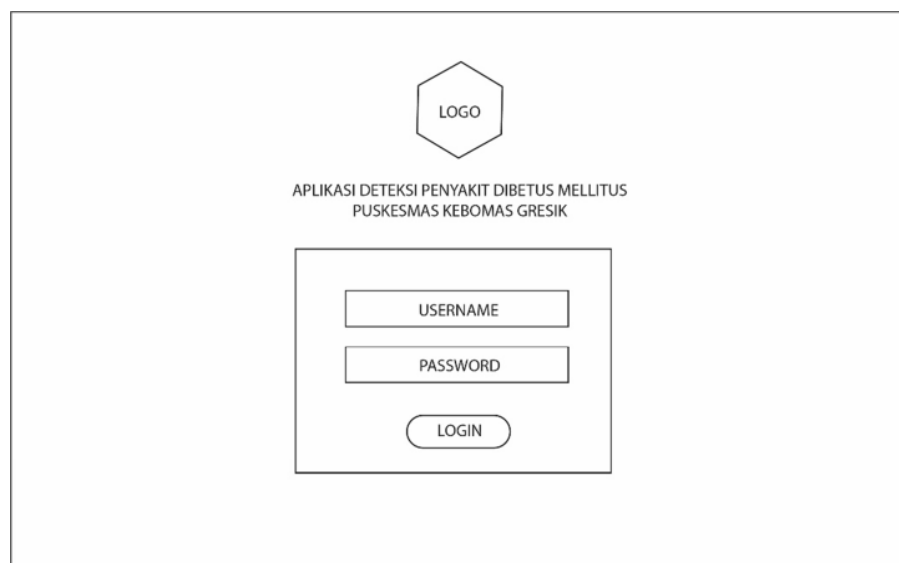 LOGO
APLIKASI DETEKSI PENYAKIT DIBETUS MELLITUS
PUSKESMAS KEBOMAS GRESIK
USERNAME
PASSWORD
LOGIN